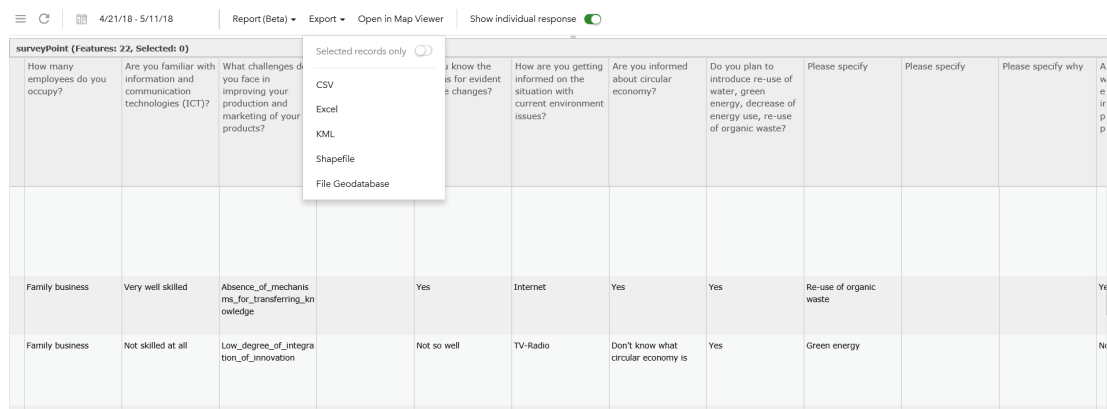 4/21/18 - 5/11/18 Report (Beta) Export Open in Map Viewer Show individual response
surveyPoint (Features: 22, Selected: 0)
Selected records only
CSV
Excel
KML
Shapefile
File Geodatabase
How many
employees do you
occupy?
Are you familiar with
information and
communication
technologies (ICT)?
What challenges
you face in
improving your
production and
marketing of your
products?
know the
for evident
changes?
How are you getting
informed on the
situation with
current environment
issues?
Are you informed
about circular
economy?
Do you plan to
introduce re-use of
water, green
energy, decrease of
energy use, re-use
of organic waste?
Please specify
Please specify
Please specify why
Family business
Very well skilled
Absence_of_mechanis
ms_for_transferring_kn
owledge
Yes
Internet
Yes
Yes
Re-use of organic
waste
Family business
Not skilled at all
Low_degree_of_integra
tion_of_innovation
Not so well
TV-Radio
Don't know what
circular economy is
Yes
Green energy